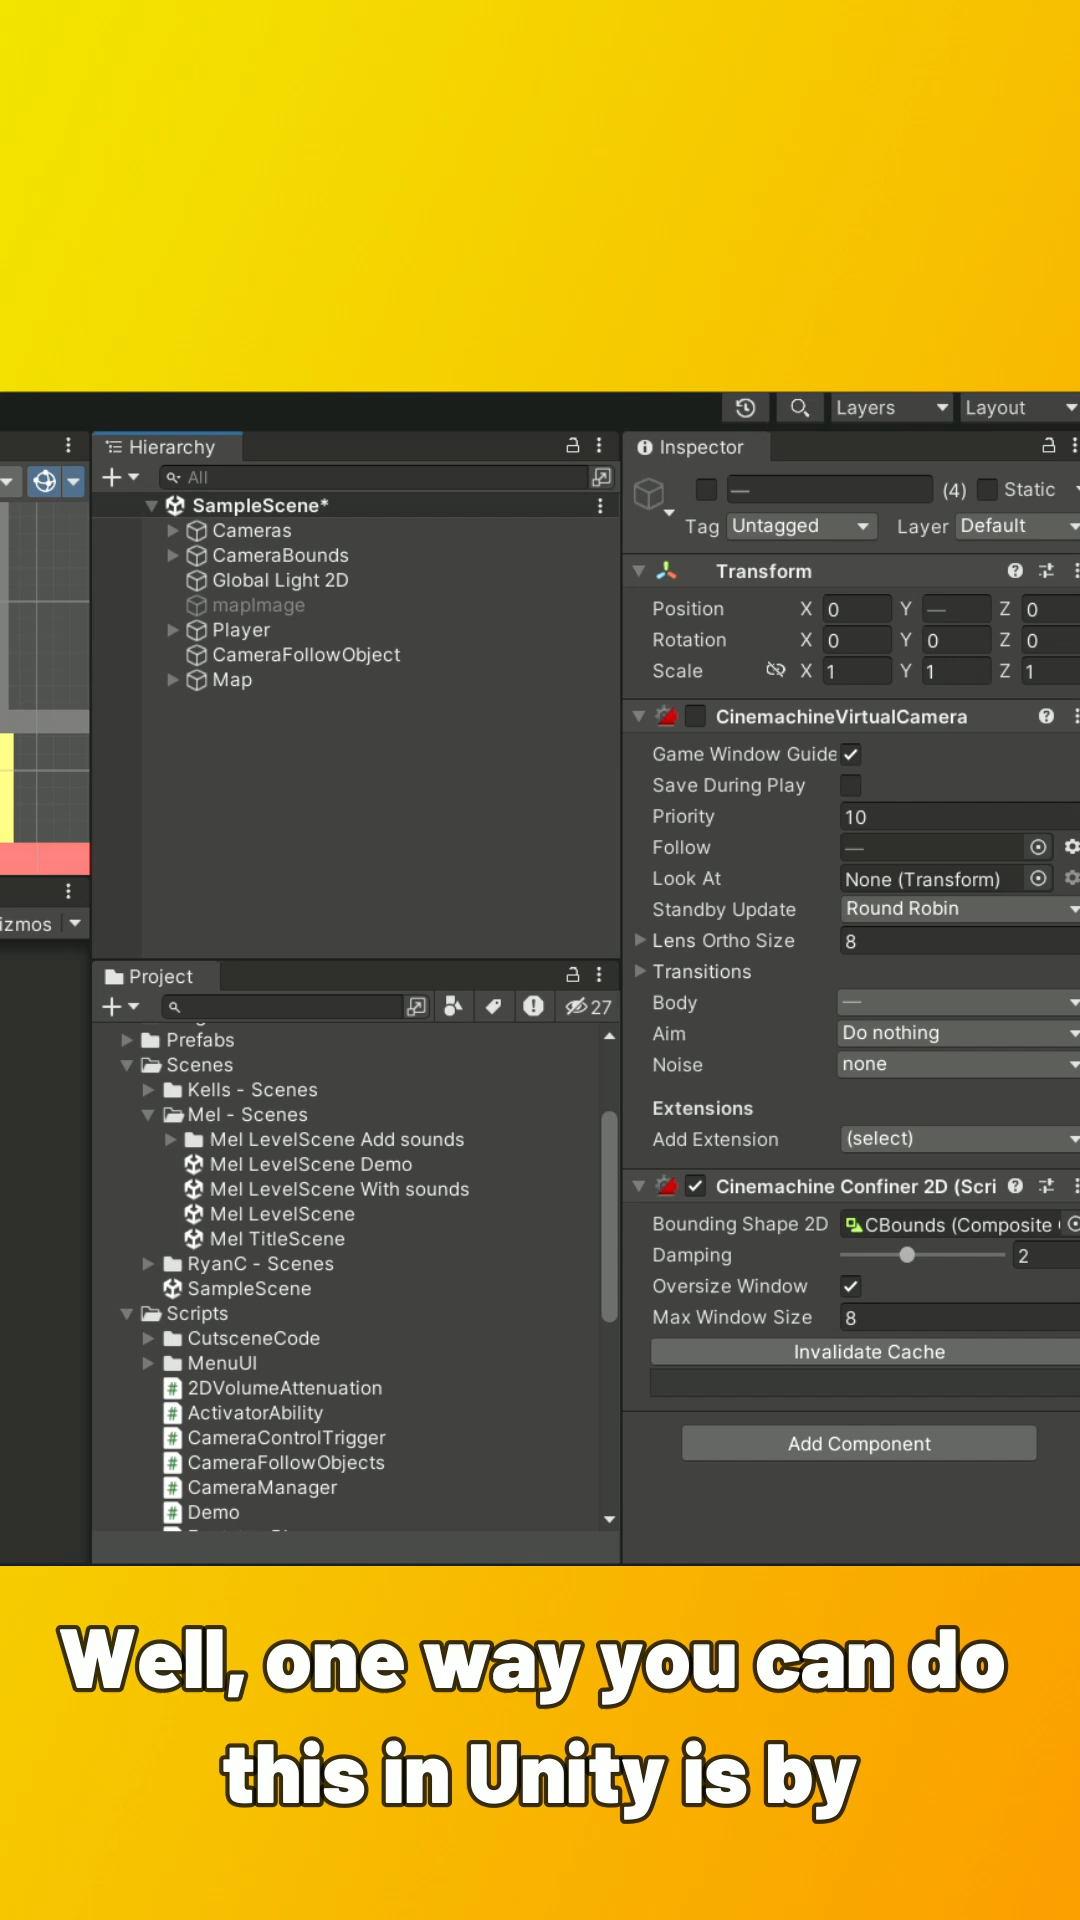 Layers
Layout
Hierarchy
All
SampleScene*
Cameras
CameraBounds
Global Light 2D
mapImage
Player
CameraFollowObject
Map
izmos
Project
27
Prefabs
Scenes
Kells - Scenes
Mel - Scenes
Mel LevelScene Add sounds
Mel LevelScene Demo
Mel LevelScene With sounds
Mel LevelScene
Mel TitleScene
RyanC - Scenes
SampleScene
Scripts
CutsceneCode
MenuUI
2DVolumeAttenuation
ActivatorAbility
CameraControlTrigger
CameraFollowObjects
CameraManager
Demo
Inspector
— (4) Static
Tag Untagged Layer Default
Transform
Position X 0 Y — Z 0
Rotation X 0 Y 0 Z 0
Scale X 1 Y 1 Z 1
CinemachineVirtualCamera
Game Window Guide
Save During Play
Priority 10
Follow —
Look At None (Transform)
Standby Update Round Robin
Lens Ortho Size 8
Transitions
Body —
Aim Do nothing
Noise none
Extensions
Add Extension (select)
Cinemachine Confiner 2D (Scri
Bounding Shape 2D CBounds (Composite
Damping 2
Oversize Window
Max Window Size 8
Invalidate Cache
Add Component
Well, one way you can do
this in Unity is by